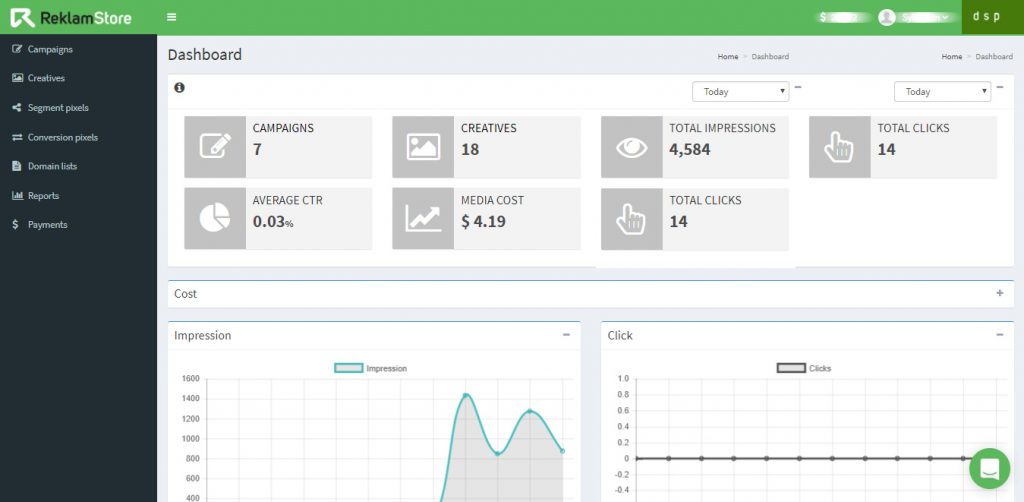 ReklamStore
$
dsp
Campaigns
Creatives
Segment pixels
Conversion pixels
Domain lists
Reports
$ Payments
Dashboard
Home > Dashboard
Home > Dashboard
Today
Today
CAMPAIGNS
7
CREATIVES
18
TOTAL IMPRESSIONS
4,584
TOTAL CLICKS
14
AVERAGE CTR
0.03%
MEDIA COST
$ 4.19
TOTAL CLICKS
14
Cost
Impression
Impression
1600
1400
1200
1000
800
600
400
Click
Clicks
1.0
0.8
0.6
0.4
0.2
0
-0.2
-0.4